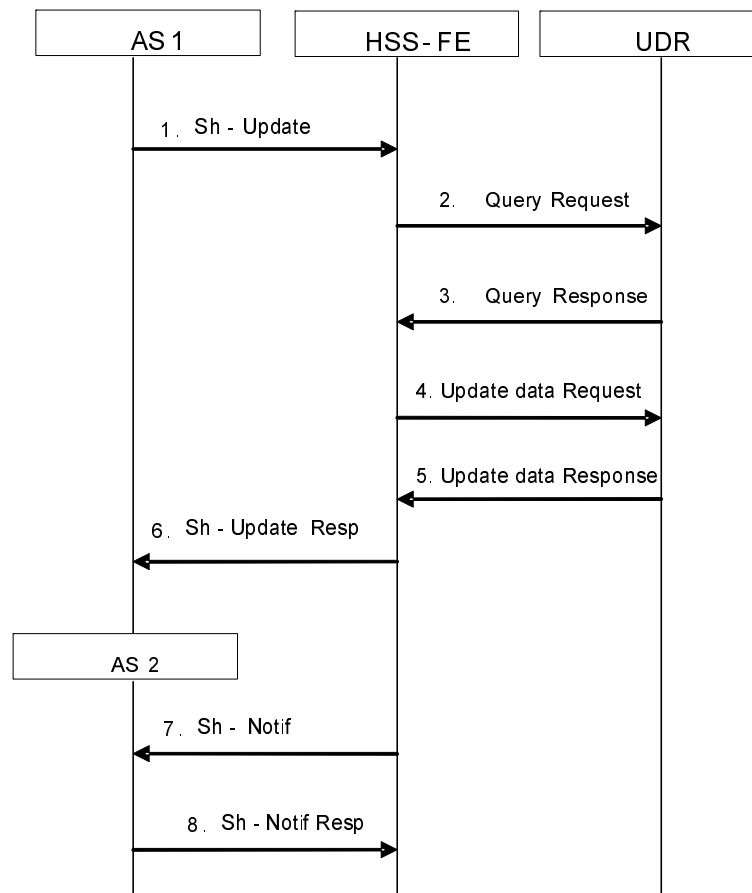 AS 1
HSS-FE
UDR
1. Sh - Update
2. Query Request
3. Query Response
4. Update data Request
5. Update data Response
6. Sh - Update Resp
AS 2
7. Sh - Notif
8. Sh - Notif Resp